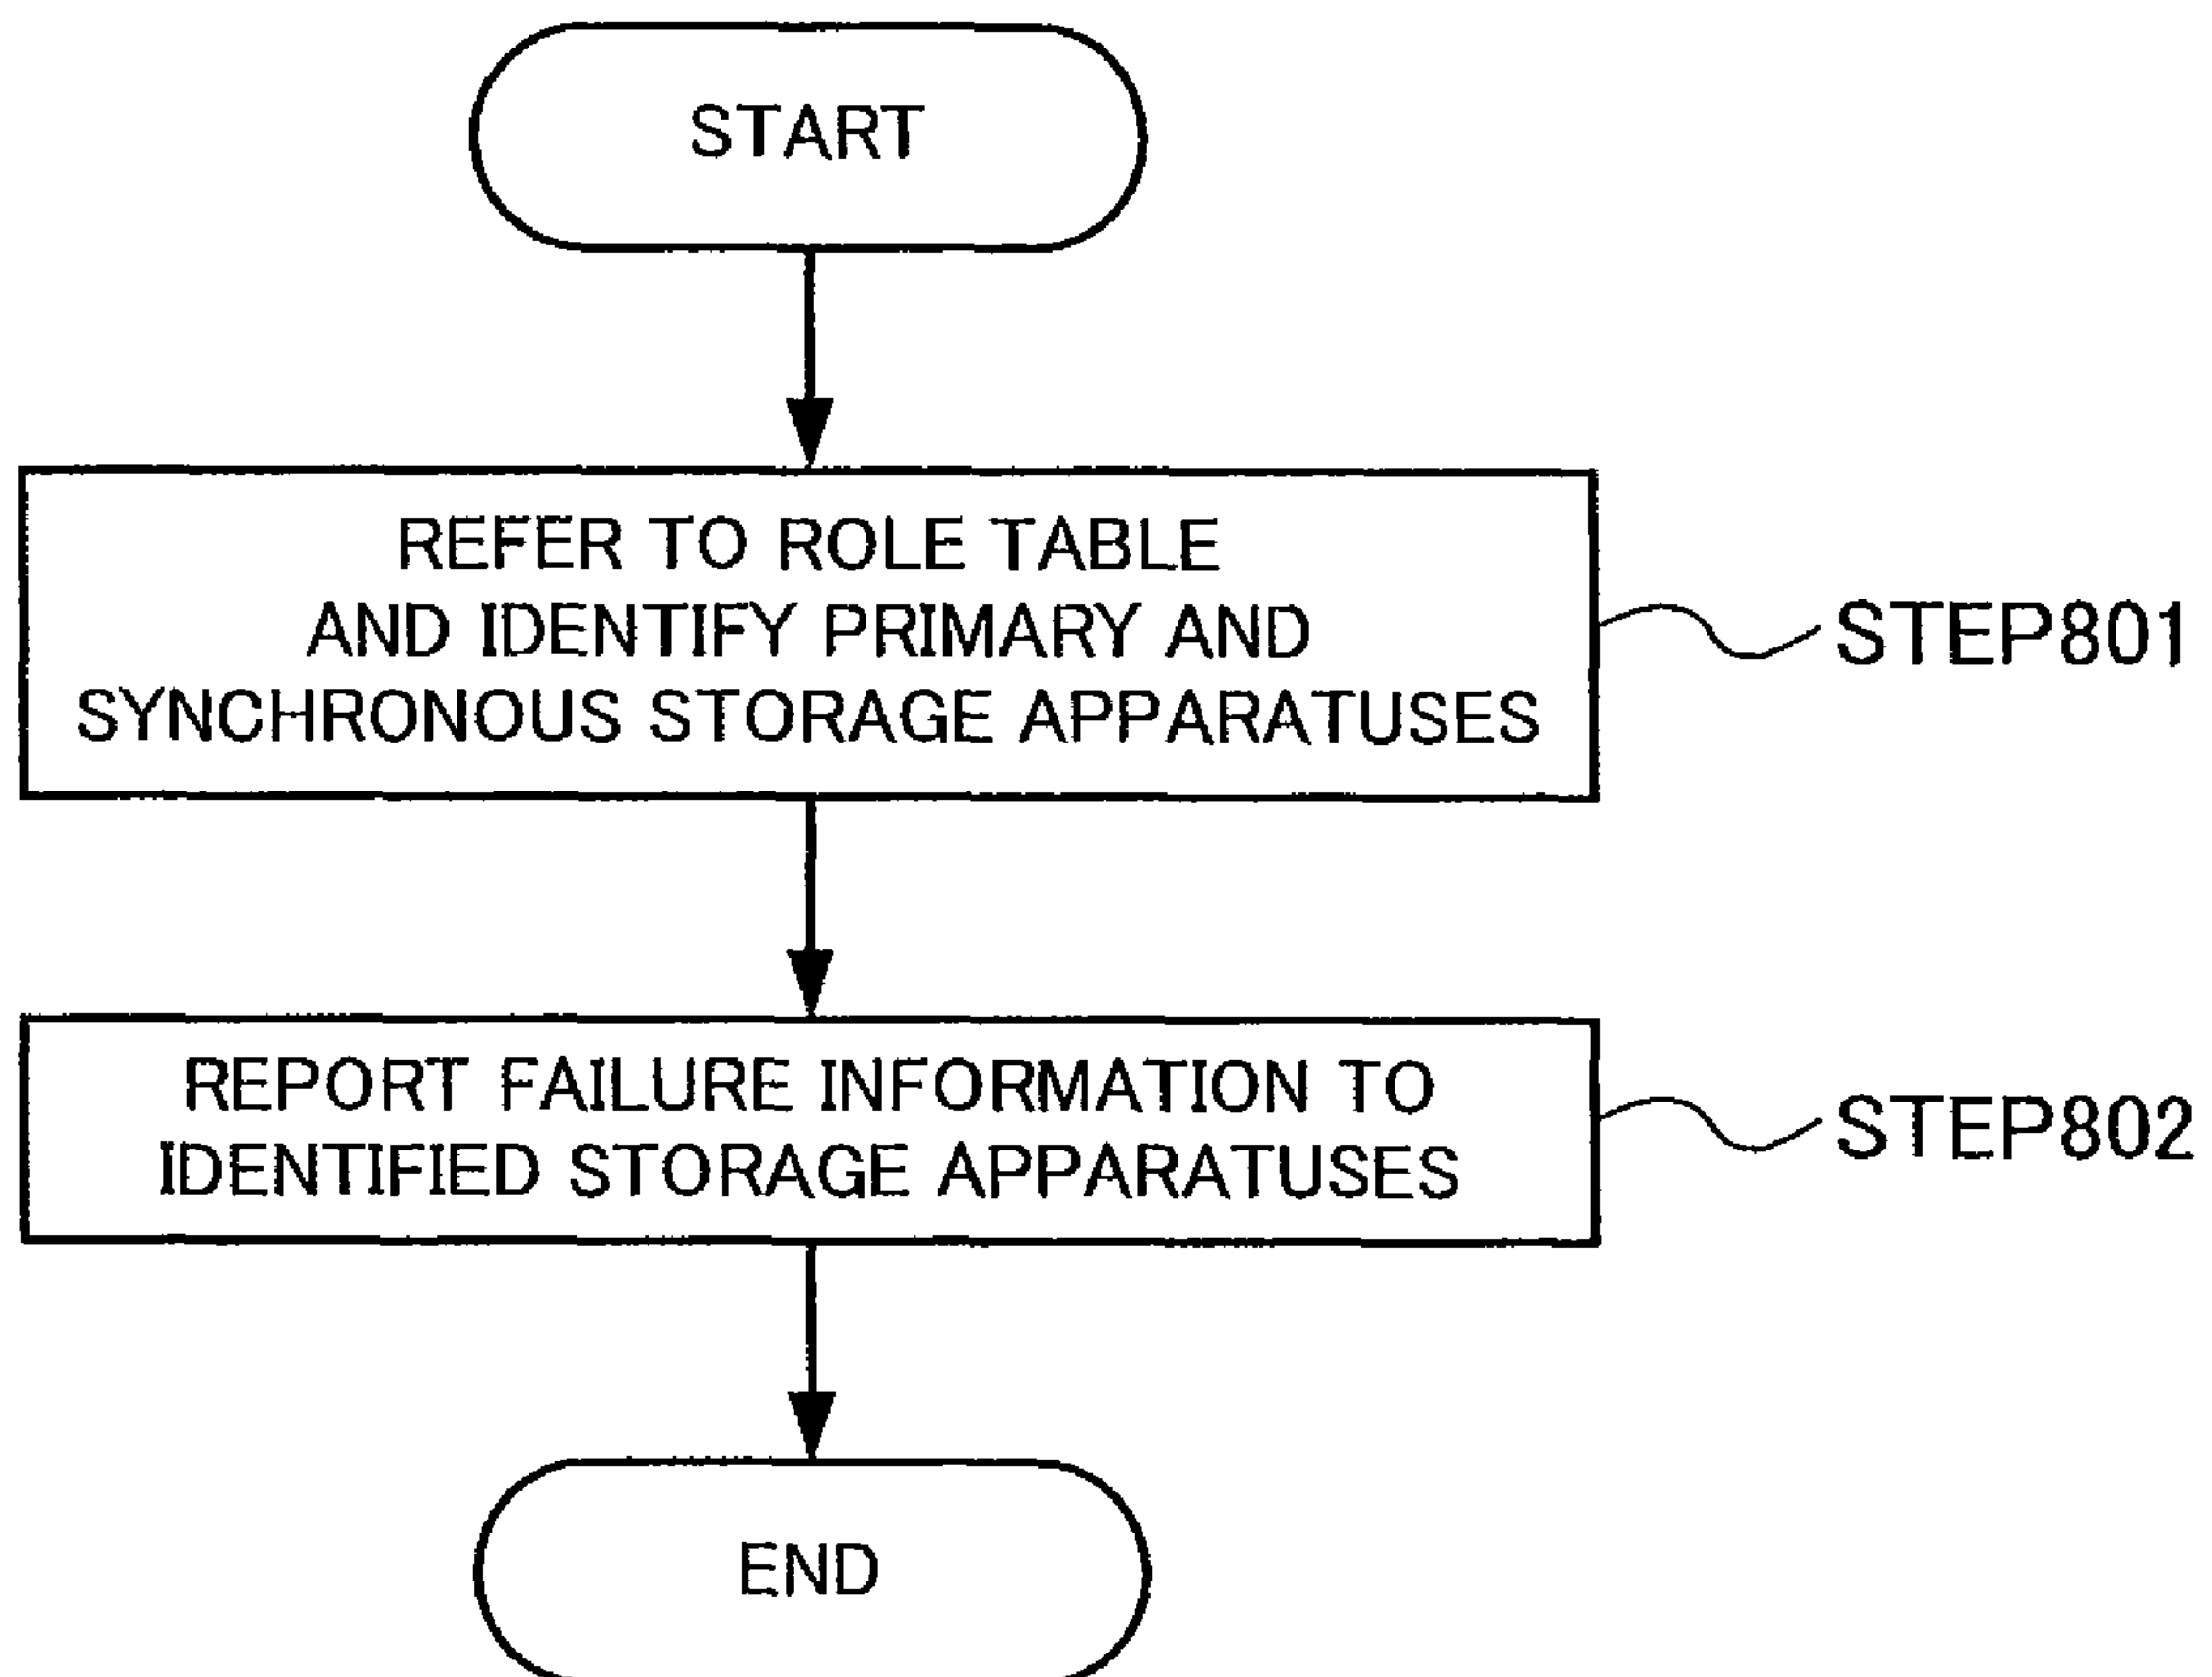 START
REFER TO ROLE TABLE
AND IDENTIFY PRIMARY AND
SYNCHRONOUS STORAGE APPARATUSES
STEP801
REPORT FAILURE INFORMATION TO
IDENTIFIED STORAGE APPARATUSES
STEP802
END